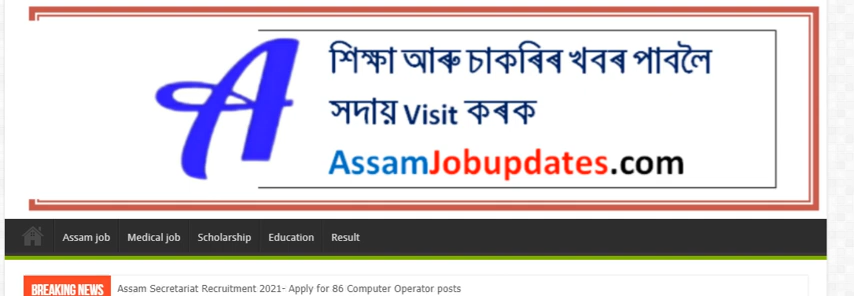 শিক্ষা আৰু চাকৰিৰ খবৰ পাবলৈ
সদায় Visit কৰক
AssamJobupdates.com
Assam job Medical job Scholarship Education Result
BREAKING NEWS Assam Secretariat Recruitment 2021- Apply for 86 Computer Operator posts